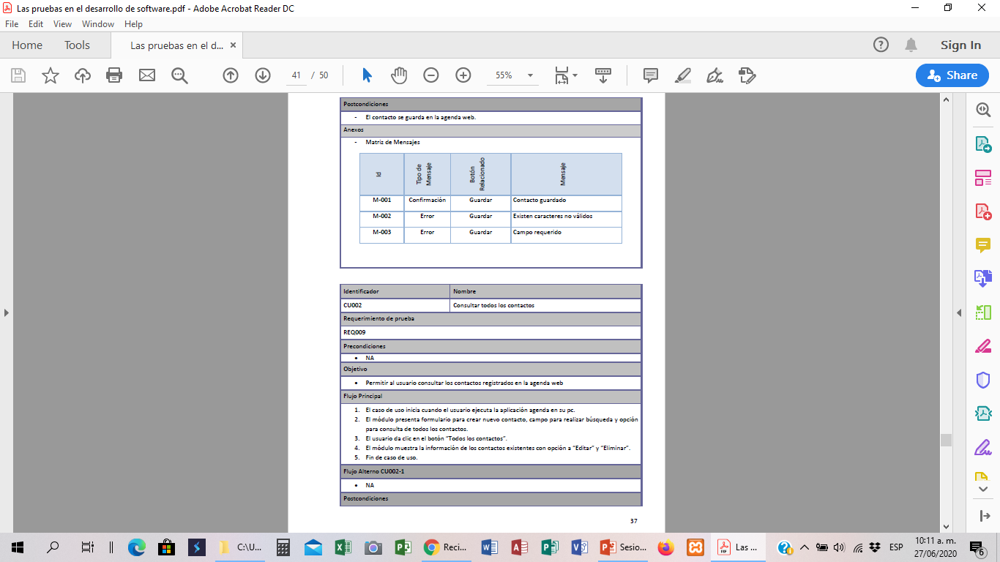 Las pruebas en el desarrollo de software.pdf - Adobe Acrobat Reader DC
File Edit View Window Help
Home Tools Las pruebas en el d... × Sign In
41 / 50 55% Share
Postcondiciones
- El contacto se guarda en la agenda web.
Anexos
- Matriz de Mensajes
Id Tipo de Mensaje Botón Relacionado Mensaje
M-001 Confirmación Guardar Contacto guardado
M-002 Error Guardar Existen caracteres no válidos
M-003 Error Guardar Campo requerido
Identificador Nombre
CU002 Consultar todos los contactos
Requerimiento de prueba
REQ009
Precondiciones
• NA
Objetivo
• Permitir al usuario consultar los contactos registrados en la agenda web
Flujo Principal
1. El caso de uso inicia cuando el usuario ejecuta la aplicación agenda en su pc.
2. El módulo presenta formulario para crear nuevo contacto, campo para realizar búsqueda y opción
para consulta de todos los contactos.
3. El usuario da clic en el botón “Todos los contactos”.
4. El módulo muestra la información de los contactos existentes con opción a “Editar” y “Eliminar”.
5. Fin de caso de uso.
Flujo Alterno CU002-1
• NA
Postcondiciones
37
C:\U... Reci... Sesio... Las ... ESP 10:11 a. m.
27/06/2020 6